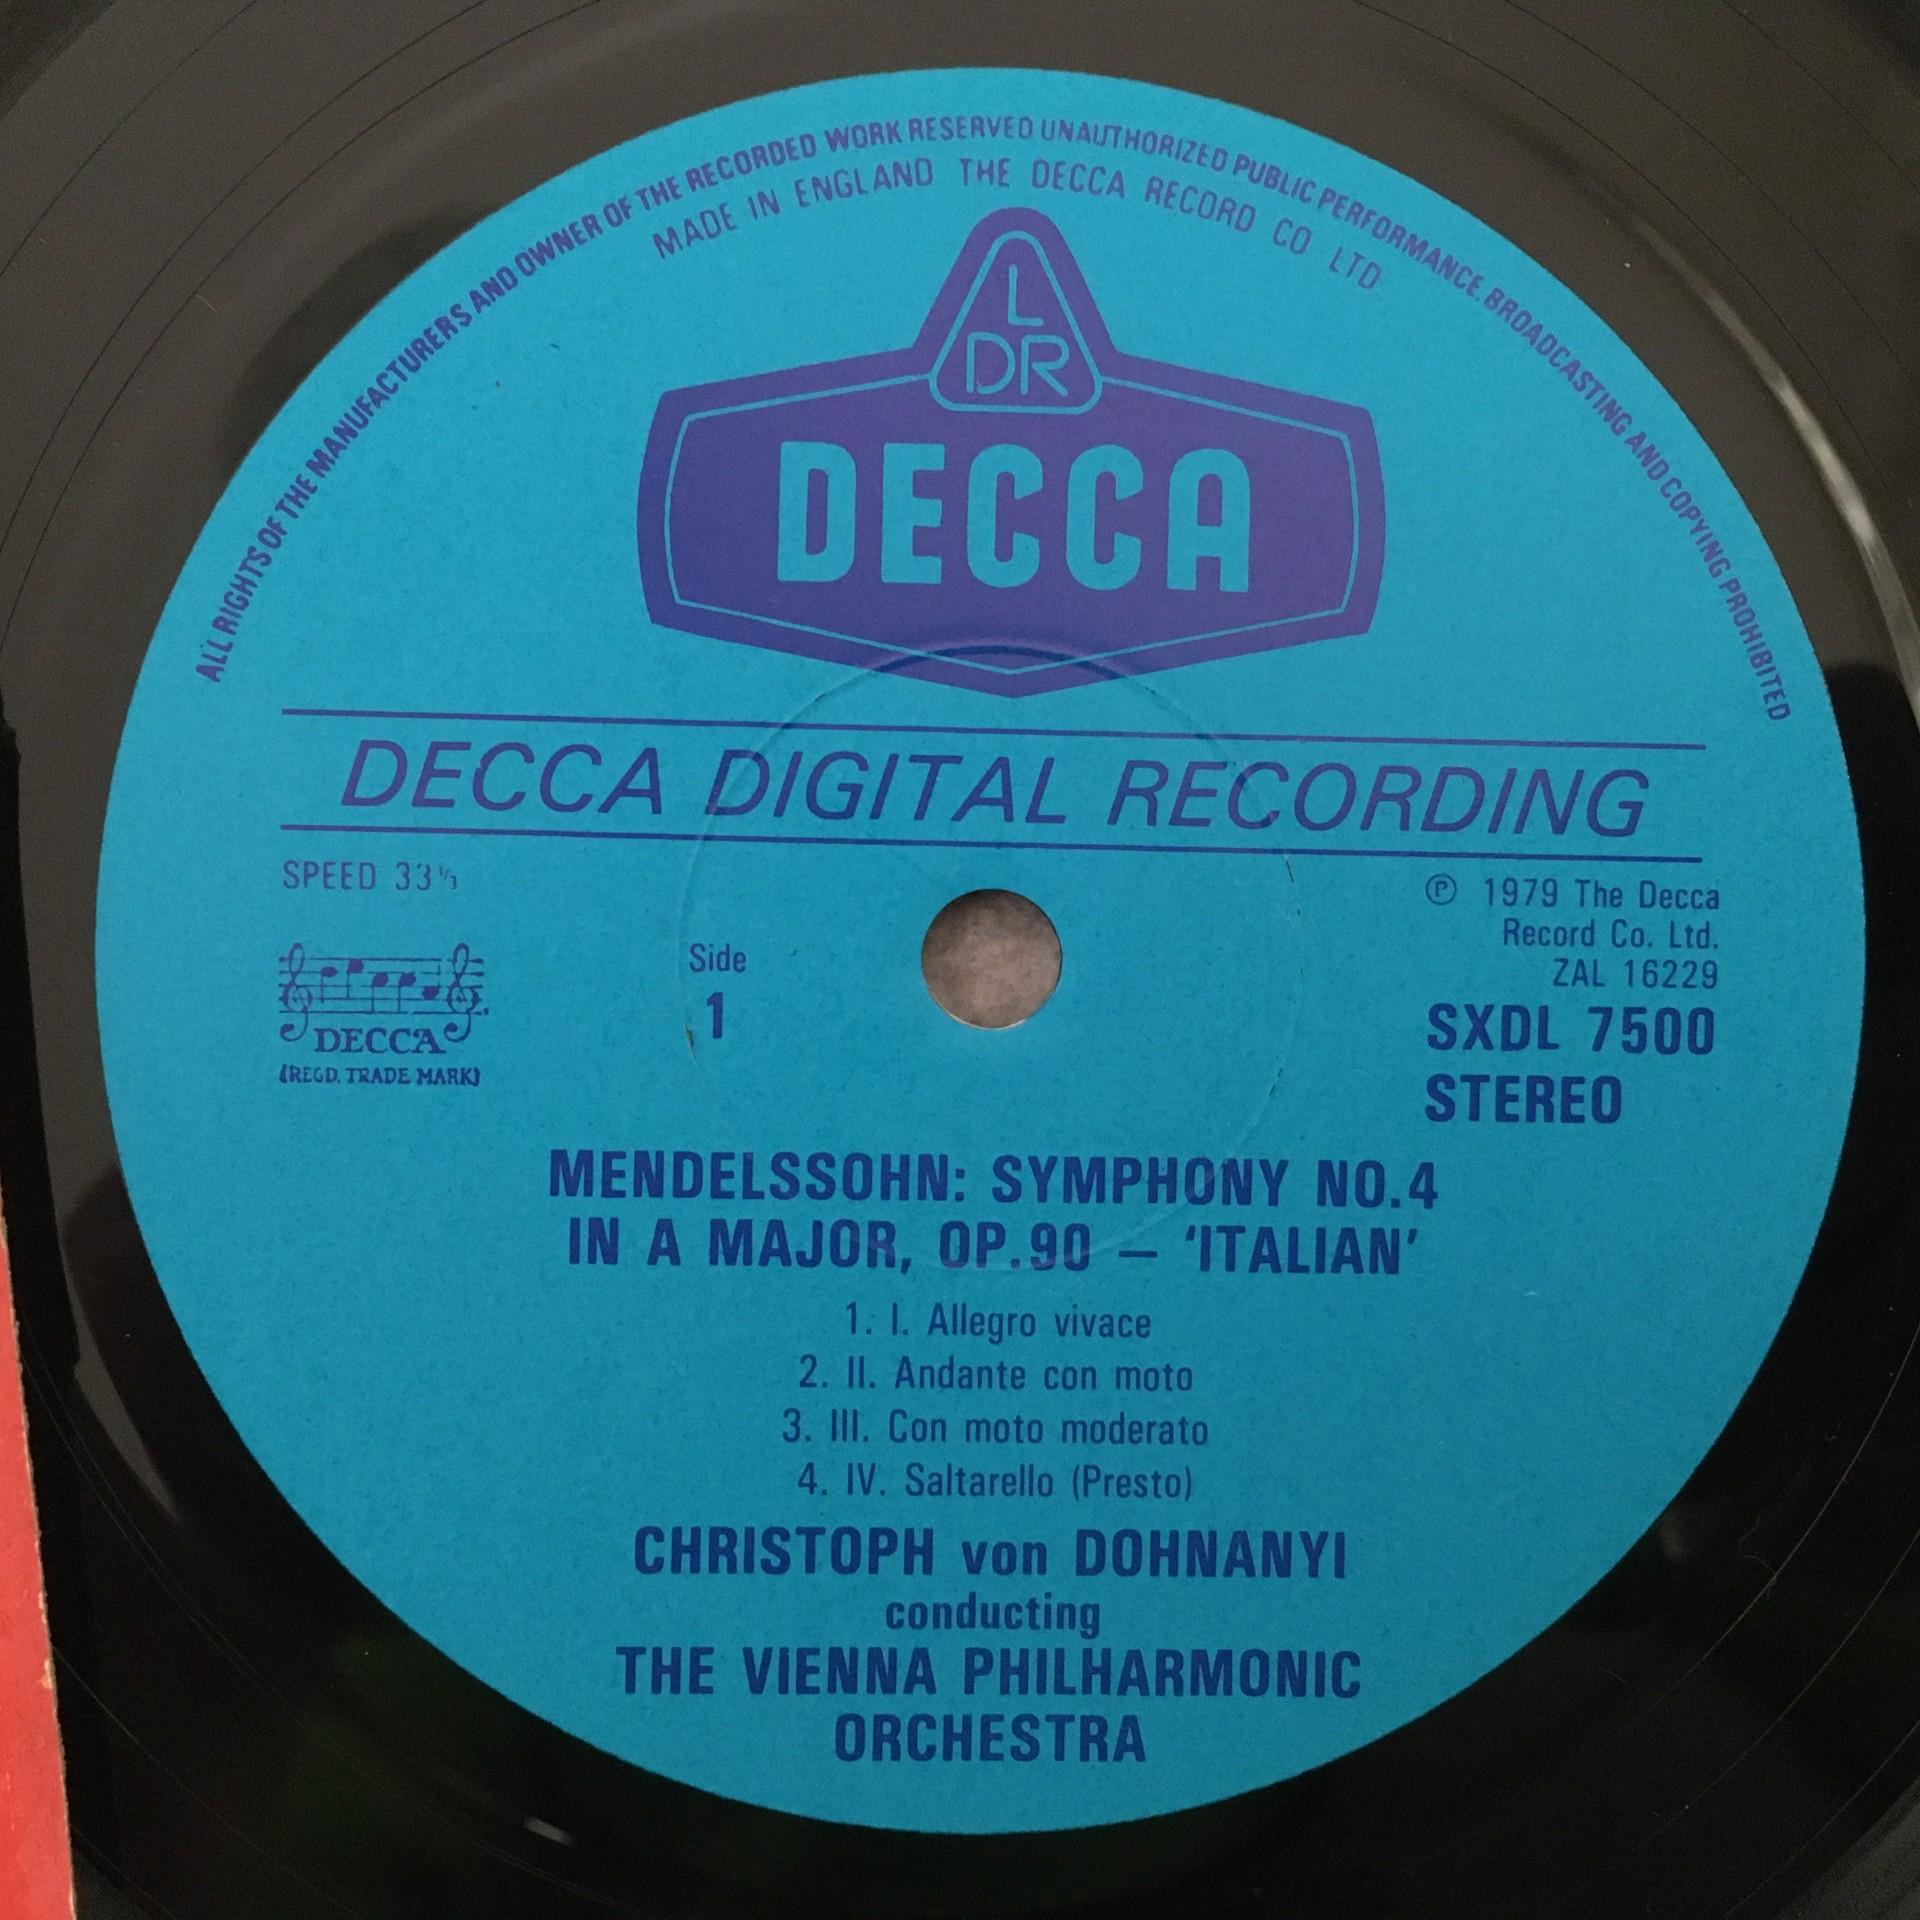 ALL RIGHTS OF THE MANUFACTURERS AND OWNER OF THE RECORDED WORK RESERVED UNAUTHORIZED PUBLIC PERFORMANCE. BROADCASTING AND COPYING PROHIBITED
MADE IN ENGLAND THE DECCA RECORD CO LTD
L
DR
DECCA
DECCA DIGITAL RECORDING
SPEED 33⅓
℗ 1979 The Decca
Record Co. Ltd.
ZAL 16229
SXDL 7500
STEREO
Side
1
DECCA
(REGD. TRADE MARK)
MENDELSSOHN: SYMPHONY NO.4
IN A MAJOR, OP.90 – ‘ITALIAN’
1. I. Allegro vivace
2. II. Andante con moto
3. III. Con moto moderato
4. IV. Saltarello (Presto)
CHRISTOPH von DOHNANYI
conducting
THE VIENNA PHILHARMONIC
ORCHESTRA